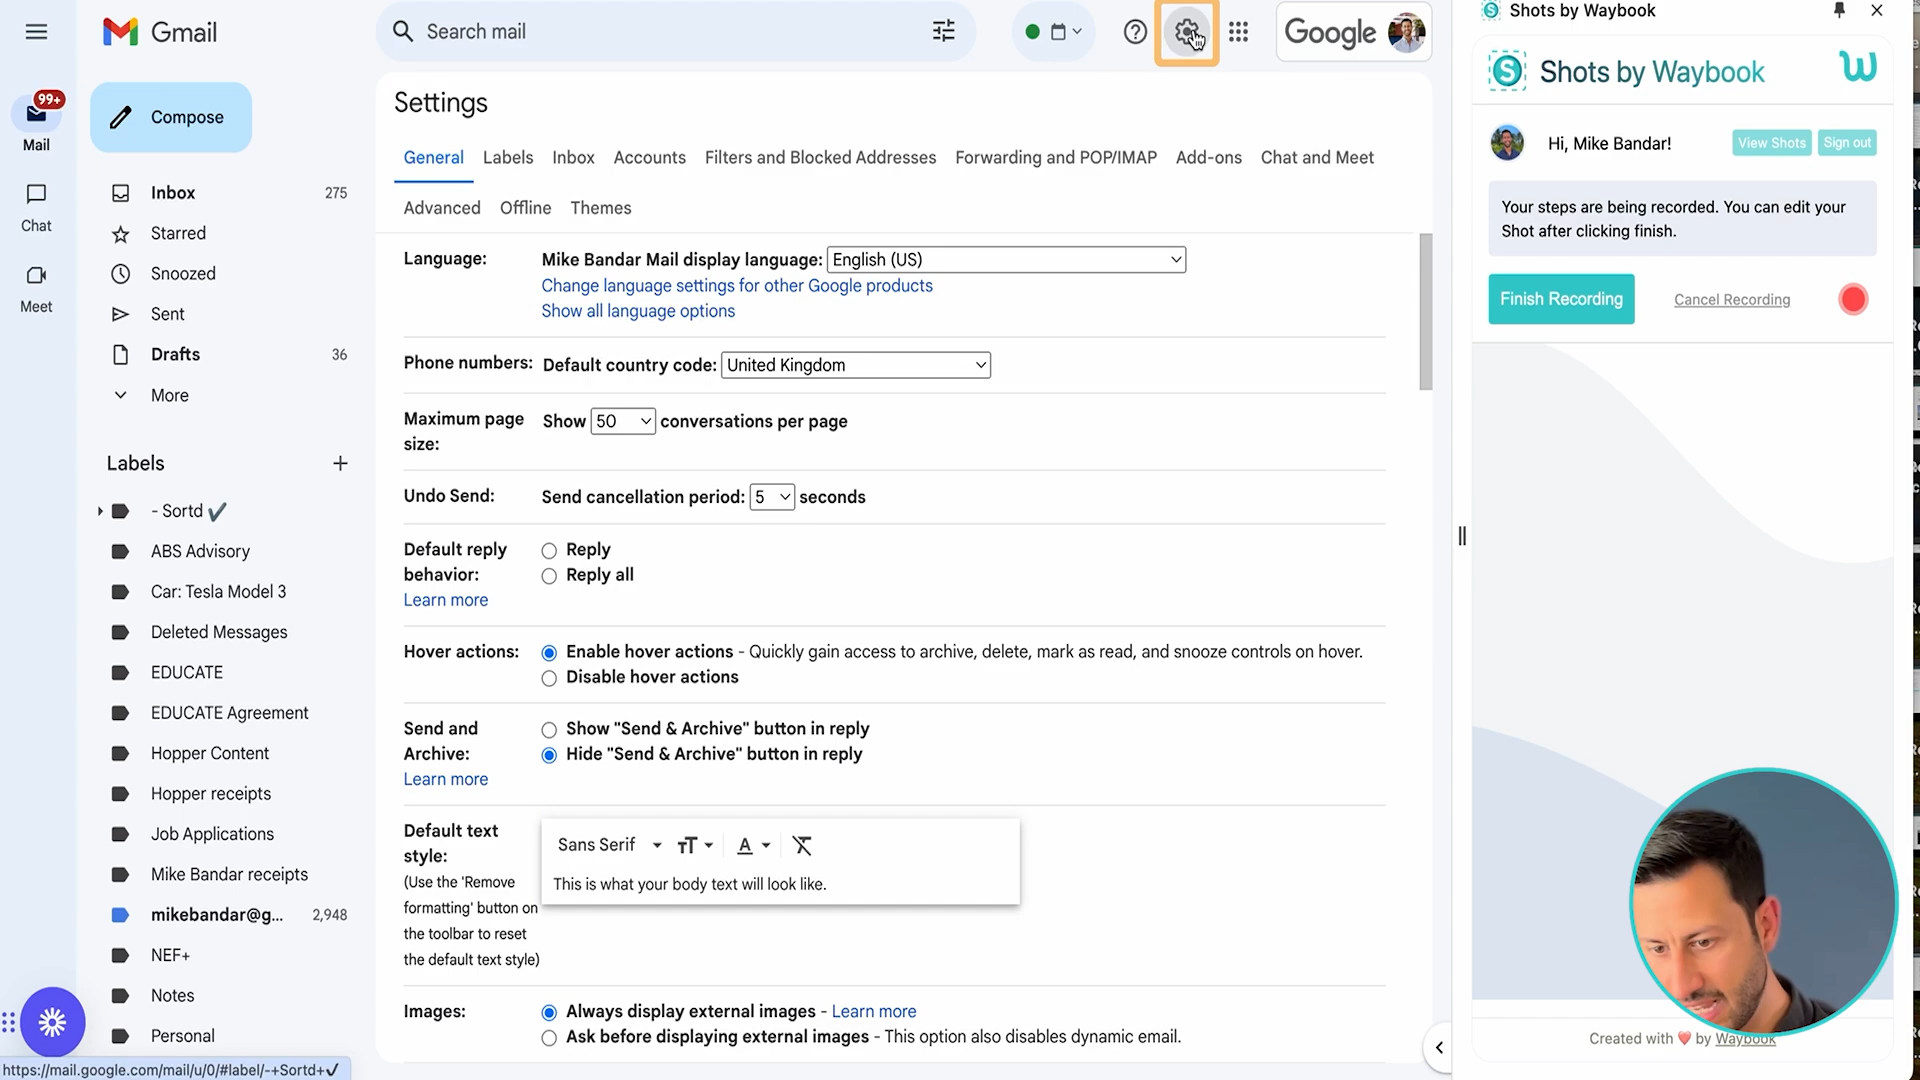 Gmail
Search mail
Google
99+
Mail
Chat
Meet
Compose
Inbox 275
Starred
Snoozed
Sent
Drafts 36
More
Labels
- Sortd ✔
ABS Advisory
Car: Tesla Model 3
Deleted Messages
EDUCATE
EDUCATE Agreement
Hopper Content
Hopper receipts
Job Applications
Mike Bandar receipts
mikebandar@g... 2,948
NEF+
Notes
Personal
https://mail.google.com/mail/u/0/#label/-+Sortd+✔
Settings
General Labels Inbox Accounts Filters and Blocked Addresses Forwarding and POP/IMAP Add-ons Chat and Meet
Advanced Offline Themes
Language: Mike Bandar Mail display language: English (US)
Change language settings for other Google products
Show all language options
Phone numbers: Default country code: United Kingdom
Maximum page size: Show 50 conversations per page
Undo Send: Send cancellation period: 5 seconds
Default reply behavior:
Reply
Reply all
Learn more
Hover actions:
Enable hover actions - Quickly gain access to archive, delete, mark as read, and snooze controls on hover.
Disable hover actions
Send and Archive:
Show "Send & Archive" button in reply
Hide "Send & Archive" button in reply
Learn more
Default text style:
(Use the 'Remove
formatting' button on
the toolbar to reset
the default text style)
Sans Serif
This is what your body text will look like.
Images:
Always display external images - Learn more
Ask before displaying external images - This option also disables dynamic email.
Shots by Waybook
Shots by Waybook
Hi, Mike Bandar! View Shots Sign out
Your steps are being recorded. You can edit your
Shot after clicking finish.
Finish Recording Cancel Recording
Created with ❤ by Waybook